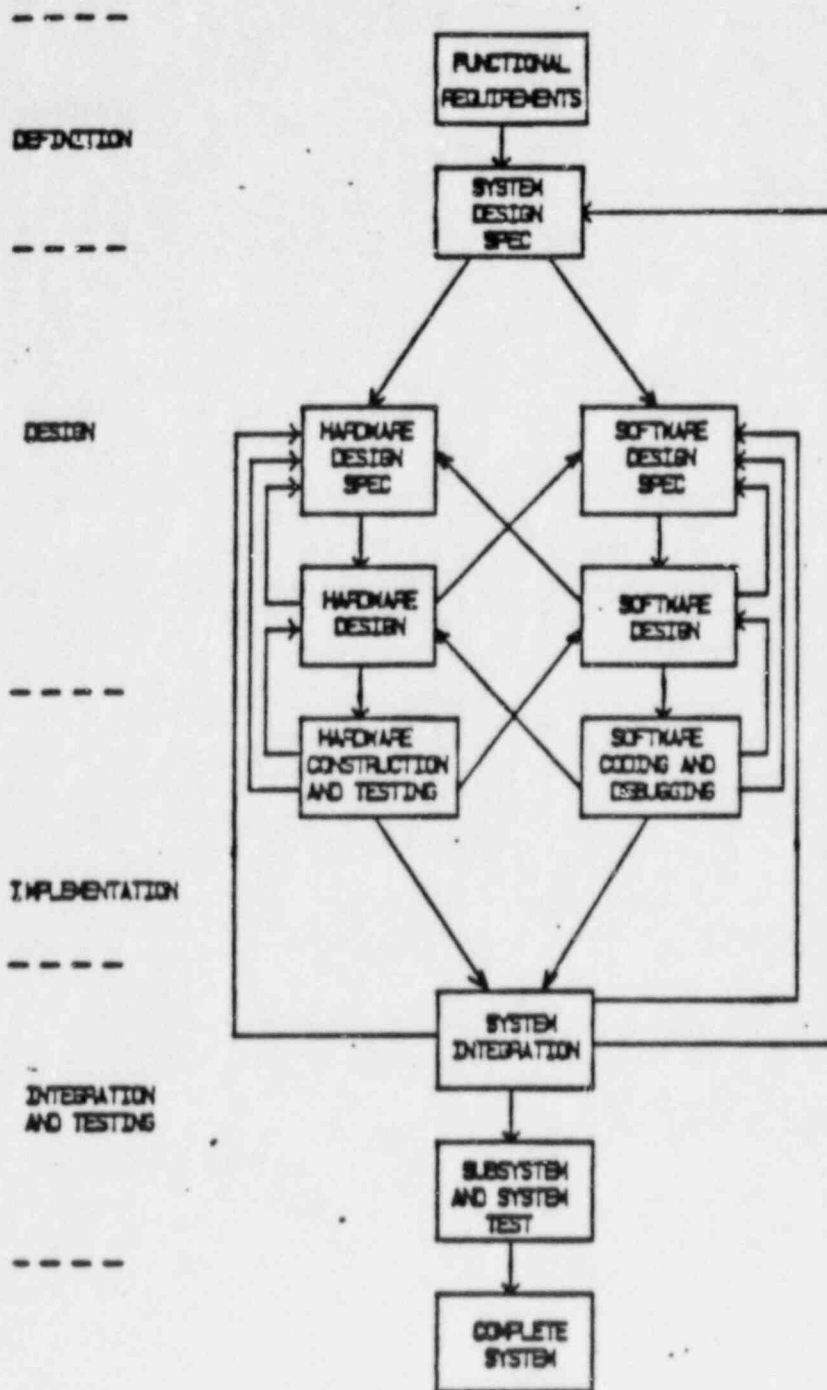 FUNCTIONAL
REQUIREMENTS
DEFINITION
SYSTEM
DESIGN
SPEC
DESIGN
HARDWARE
DESIGN
SPEC
SOFTWARE
DESIGN
SPEC
HARDWARE
DESIGN
SOFTWARE
DESIGN
HARDWARE
CONSTRUCTION
AND TESTING
SOFTWARE
CODING AND
DEBUGGING
IMPLEMENTATION
SYSTEM
INTEGRATION
INTEGRATION
AND TESTING
SUBSYSTEM
AND SYSTEM
TEST
COMPLETE
SYSTEM